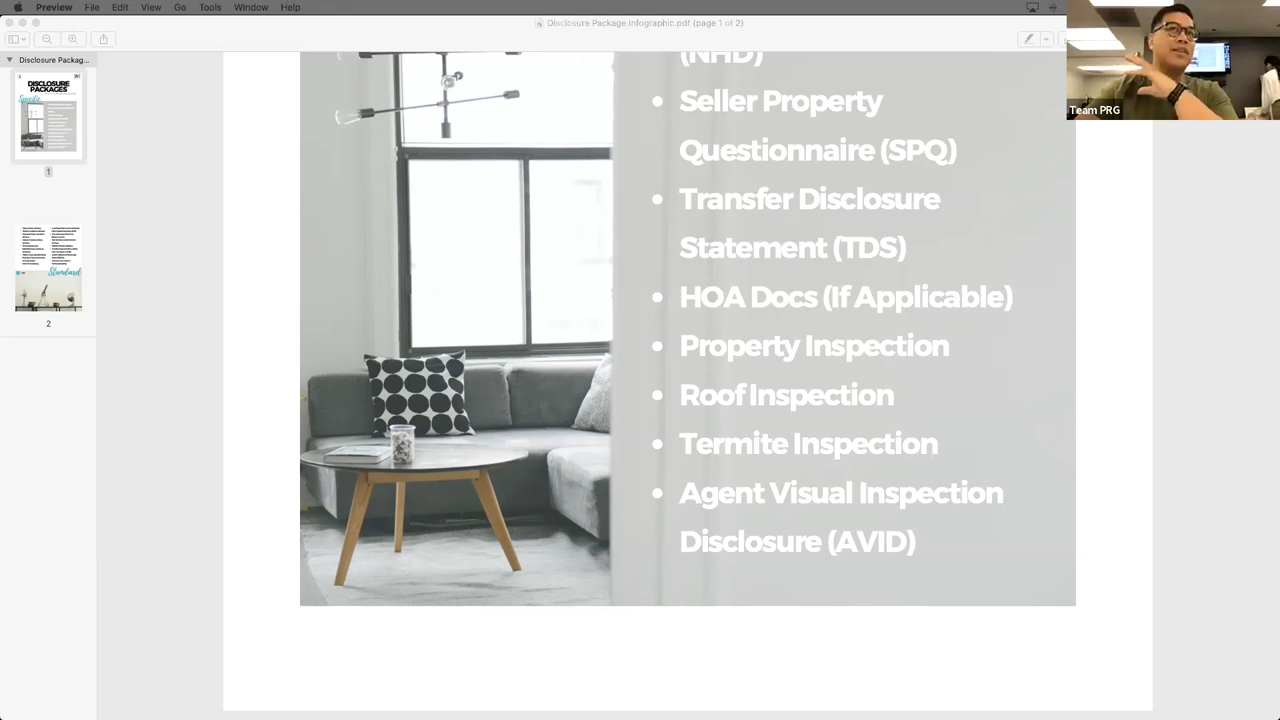 Preview File Edit View Go Tools Window Help
Disclosure Package.Infographic.pdf (page 1 of 2)
Disclosure Packag...
DISCLOSURE
PACKAGES
Specific
1
Standard
2
(NHD)
• Seller Property
Questionnaire (SPQ)
• Transfer Disclosure
Statement (TDS)
• HOA Docs (If Applicable)
• Property Inspection
• Roof Inspection
• Termite Inspection
• Agent Visual Inspection
Disclosure (AVID)
Team PRG